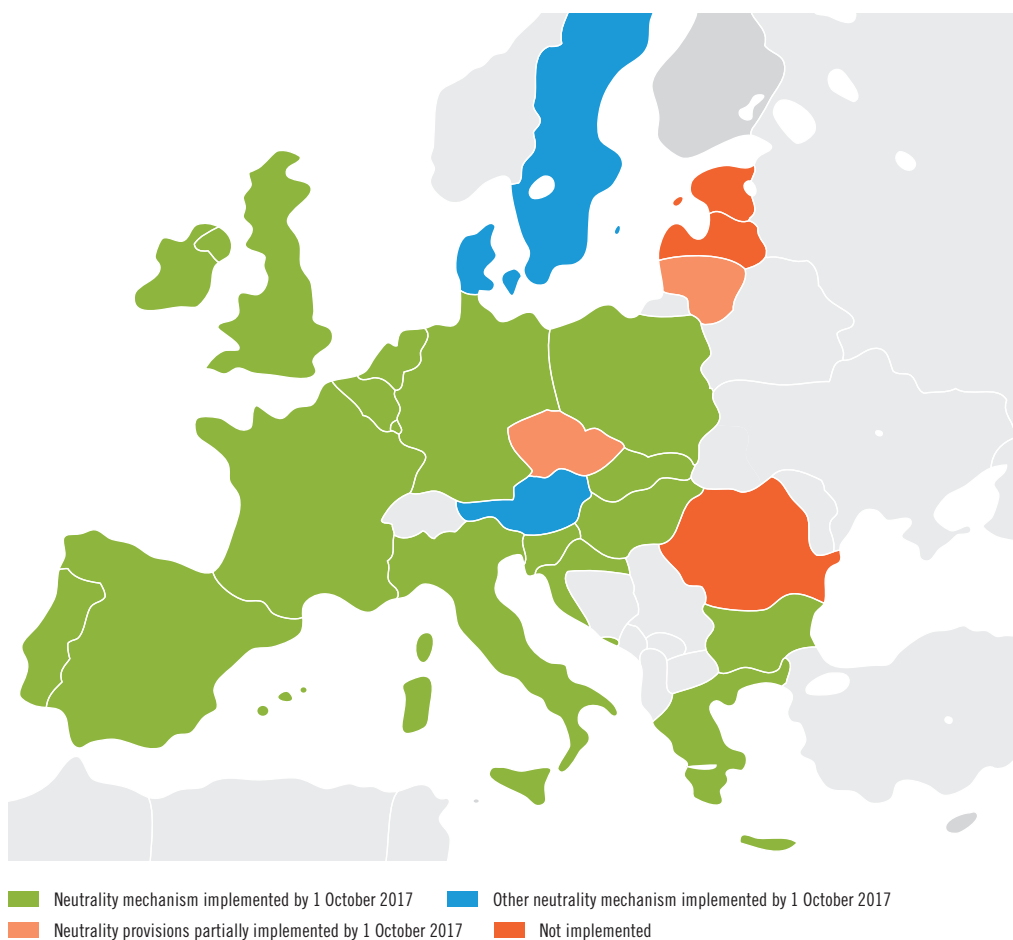 Neutrality mechanism implemented by 1 October 2017 Other neutrality mechanism implemented by 1 October 2017
Neutrality provisions partially implemented by 1 October 2017 Not implemented